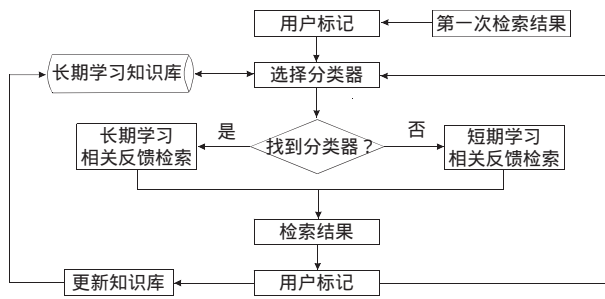 用户标记
第一次检索结果
长期学习知识库
选择分类器
是
找到分类器？
否
长期学习
相关反馈检索
短期学习
相关反馈检索
检索结果
更新知识库
用户标记